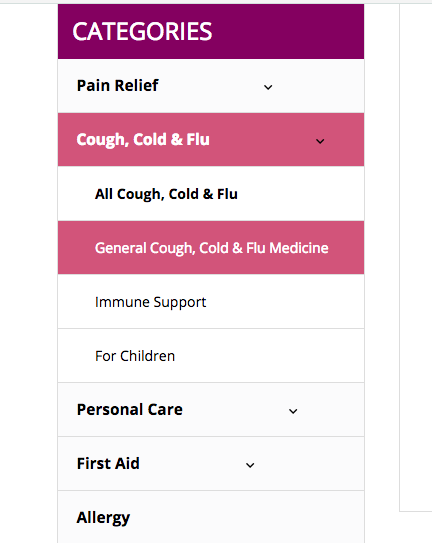 CATEGORIES
Pain Relief
Cough, Cold & Flu
All Cough, Cold & Flu
General Cough, Cold & Flu Medicine
Immune Support
For Children
Personal Care
First Aid
Allergy